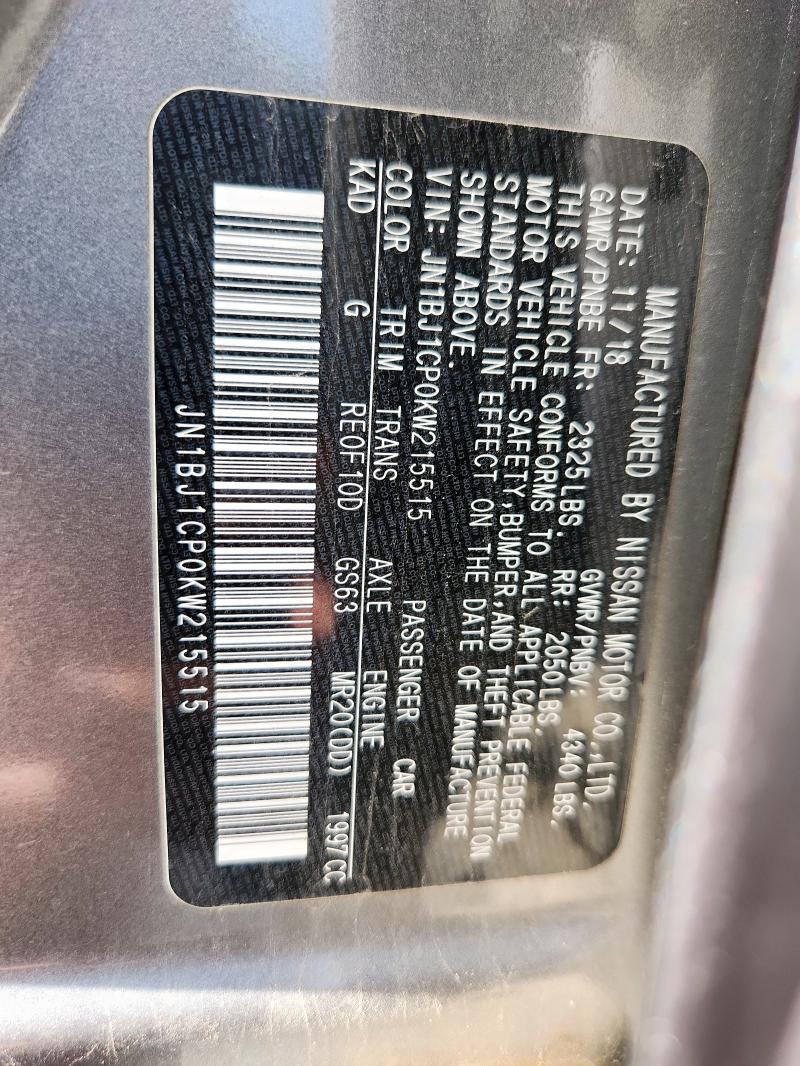 MANUFACTURED BY NISSAN MOTOR CO.,LTD.
DATE: 11/18 GVWR/PNBV: 4340LBS.
GAWR/PNBE FR: 2325LBS. RR: 2050LBS.
THIS VEHICLE CONFORMS TO ALL APPLICABLE FEDERAL
MOTOR VEHICLE SAFETY,BUMPER,AND THEFT PREVENTION
STANDARDS IN EFFECT ON THE DATE OF MANUFACTURE
SHOWN ABOVE.
VIN: JN1BJ1CP0KW215515 PASSENGER CAR
COLOR TRIM TRANS AXLE ENGINE
KAD G RE0F10D GS63 MR20(DD) 1997CC
JN1BJ1CP0KW215515